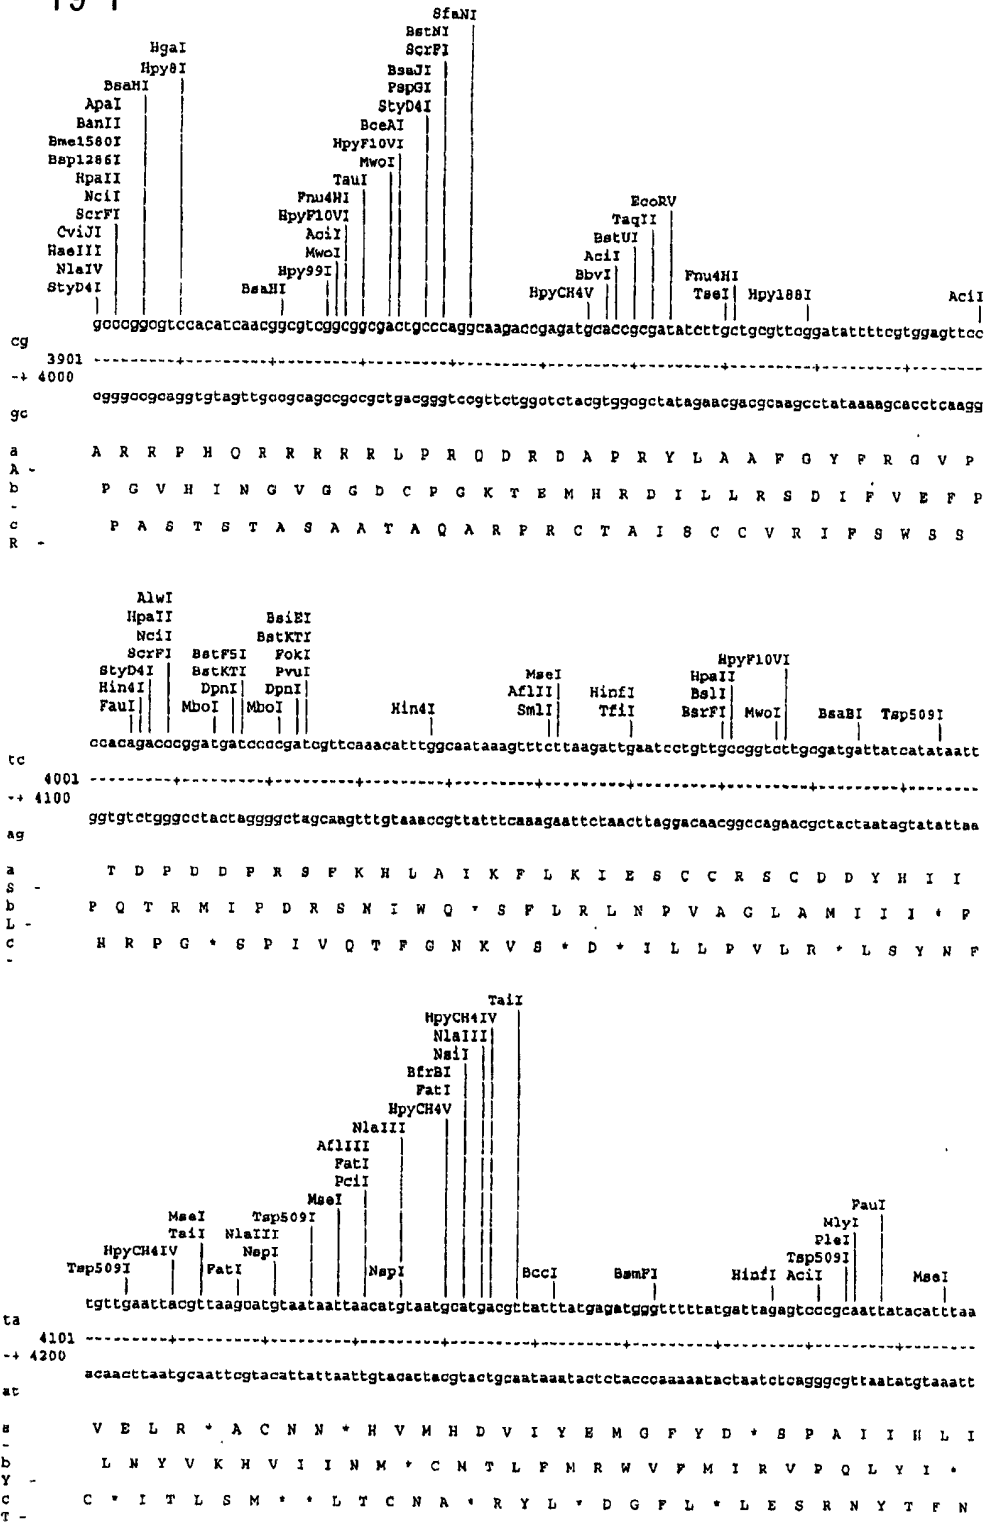 19-1
SfaNI
BstNI
HgaI ScrFI
Hpy8I BsaJI
BsaHI PspGI
ApaI StyD4I
BanII BceAI
Bme1580I HpyF10VI
Bsp1286I MwoI
HpaII TauI
NciI Fnu4HI EcoRV
ScrFI HpyF10VI TaqII
CviJI AciI BstUI
HaeIII MwoI AciI
NlaIV Hpy99I BbvI Fnu4HI
StyD4I BsaHI HpyCH4V TseI Hpy188I AciI
gcccggcgtccacatcaacggcgtcggcggcgactgcccaggcaagaccgagatgcaccgcgatatcttgctgcgttcggatattttcgtggagttcc
cg
3901 ---------+---------+---------+---------+---------+---------+---------+---------+---------+--------
-+ 4000
cgggccgcaggtgtagttgccgcagccgccgctgacgggtccgttctggctctacgtggcgctatagaacgacgcaagcctataaaagcacctcaagg
gc
a A R R P H Q R R R R R L P R Q D R D A P R Y L A A F G Y F R G V P
A -
b P G V H I N G V G G D C P G K T E M H R D I L L R S D I F V E F P
-
c P A S T S T A S A A T A Q A R P R C T A I S C C V R I F S W S S
R -
AlwI
HpaII BsiEI
NciI BstKTI
ScrFI BstF5I FokI HpyF10VI
StyD4I BstKTI PvuI MseI HpaII
Hin4I DpnI DpnI AflII HinfI BslI
FauI MboI MboI Hin4I SmlI TfiI BsrFI MwoI BsaBI Tsp509I
ccacagacccggatgatccccgatcgttcaaacatttggcaataaagtttcttaagattgaatcctgttgccggtcttgcgatgattatcatataatt
tc
4001 ---------+---------+---------+---------+---------+---------+---------+---------+---------+--------
-+ 4100
ggtgtctgggcctactaggggctagcaagtttgtaaaccgttatttcaaagaattctaacttaggacaacggccagaacgctactaatagtatattaa
ag
a T D P D D P R S F K H L A I K F L K I E S C C R S C D D Y H I I
S -
b P Q T R M I P D R S N I W Q * S F L R L N P V A G L A M I I I * F
L -
c H R P G * S P I V Q T F G N K V S * D * I L L P V L R * L S Y N F
-
TaiI
HpyCH4IV
NlaIII
NsiI
BfrBI
FatI
HpyCH4V
NlaIII
AflIII
FatI
PciI
MseI FauI
MseI Tsp509I MlyI
TaiI NlaIII PleI
HpyCH4IV NspI Tsp509I
Tsp509I FatI NspI BccI BsmFI HinfI AciI MseI
tgttgaattacgttaagcatgtaataattaacatgtaatgcatgacgttatttatgagatgggtttttatgattagagtcccgcaattatacatttaa
ta
4101 ---------+---------+---------+---------+---------+---------+---------+---------+---------+--------
-+ 4200
acaacttaatgcaattcgtacattattaattgtacattacgtactgcaataaatactctacccaaaaatactaatctcagggcgttaatatgtaaatt
at
a V E L R * A C N N * H V M H D V I Y E M G F Y D * S P A I I H L I
-
b L N Y V K H V I I N M * C M T L F M R W V F M I R V P Q L Y I *
Y -
c C * I T L S M * * L T C N A * R Y L * D G F L * L E S R N Y T F N
T -